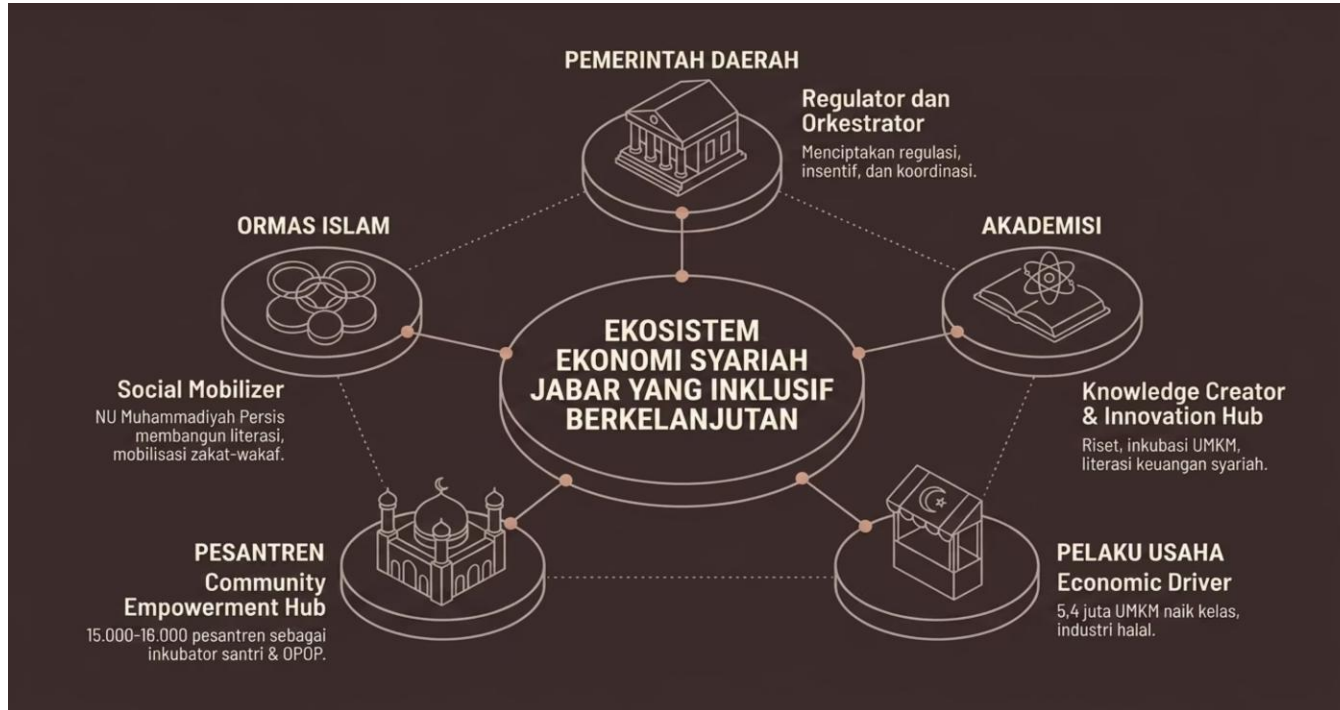 PEMERINTAH DAERAH
Regulator dan
Orkestrator
Menciptakan regulasi,
insentif, dan koordinasi.
ORMAS ISLAM
Social Mobilizer
NU Muhammadiyah Persis
membangun literasi,
mobilisasi zakat-wakaf.
AKADEMISI
Knowledge Creator
& Innovation Hub
Riset, inkubasi UMKM,
literasi keuangan syariah.
EKOSISTEM
EKONOMI SYARIAH
JABAR YANG INKLUSIF
BERKELANJUTAN
PESANTREN
Community
Empowerment Hub
15.000-16.000 pesantren sebagai
inkubator santri & OPOP.
PELAKU USAHA
Economic Driver
5,4 juta UMKM naik kelas,
industri halal.